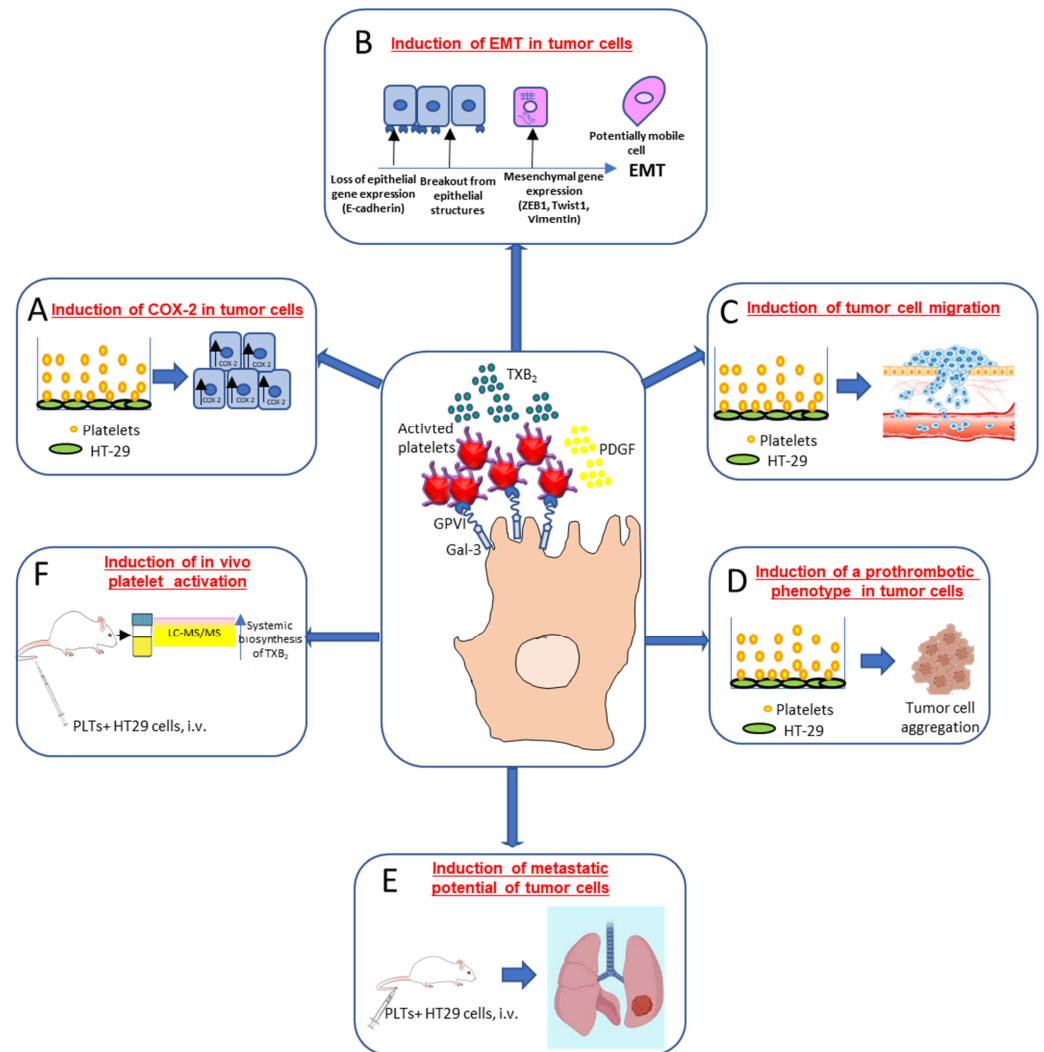 B
Induction of EMT in tumor cells
Potentially mobile
cell
EMT
Loss of epithelial
gene expression
(E-cadherin)
Breakout from
epithelial
structures
Mesenchymal gene
expression
(ZEB1, Twist1,
Vimentin)
A
Induction of COX-2 in tumor cells
COX-2
COX-2
COX-2
COX-2
COX-2
Platelets
HT-29
C
Induction of tumor cell migration
Platelets
HT-29
TXB₂
Activted
platelets
PDGF
GPVI
Gal-3
F
Induction of in vivo
platelet activation
LC-MS/MS
Systemic
biosynthesis
of TXB₂
PLTs+ HT29 cells, i.v.
D
Induction of a prothrombotic
phenotype in tumor cells
Platelets
HT-29
Tumor cell
aggregation
E
Induction of metastatic
potential of tumor cells
PLTs+ HT29 cells, i.v.